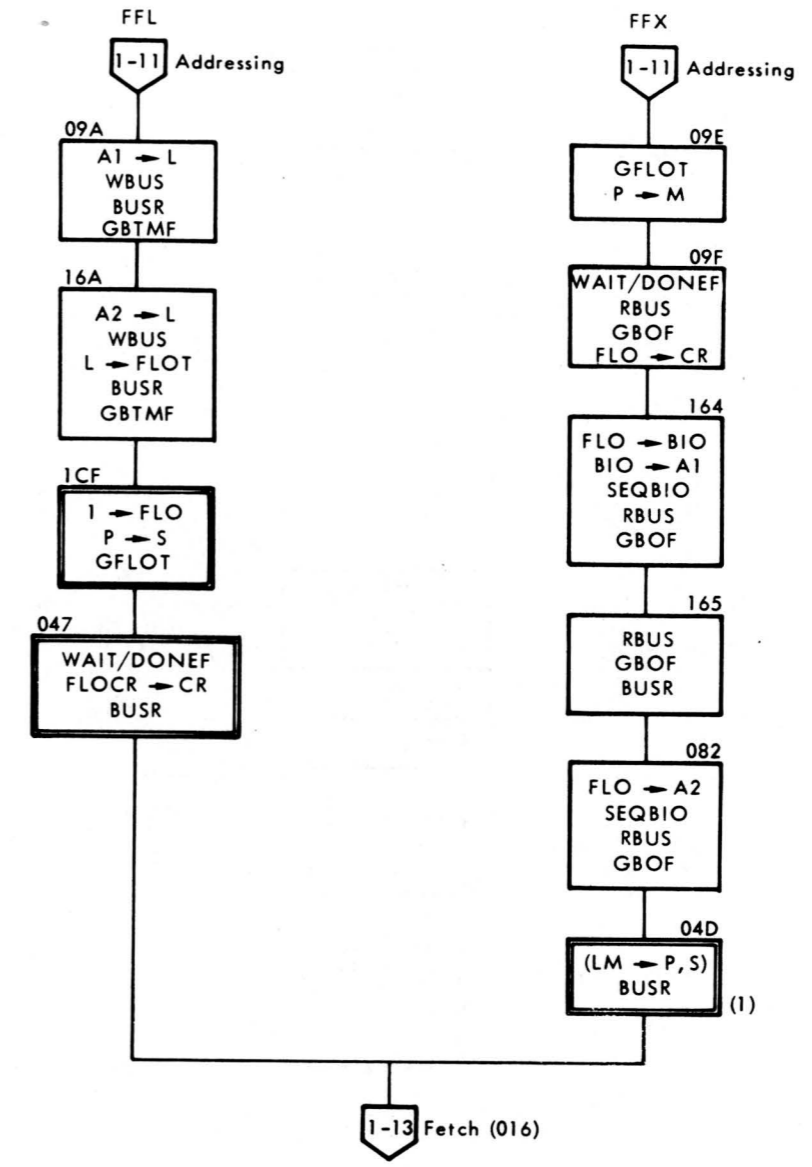 FFL
1-11 Addressing
09A
A1 → L
WBUS
BUSR
GBTMF
16A
A2 → L
WBUS
L → FLOT
BUSR
GBTMF
1CF
1 → FLO
P → S
GFLOT
047
WAIT/DONEF
FLOCR → CR
BUSR
FFX
1-11 Addressing
09E
GFLOT
P → M
09F
WAIT/DONEF
RBUS
GBOF
FLO → CR
164
FLO → BIO
BIO → A1
SEQBIO
RBUS
GBOF
165
RBUS
GBOF
BUSR
082
FLO → A2
SEQBIO
RBUS
GBOF
04D
(LM → P, S)
BUSR
(1)
1-13 Fetch (016)